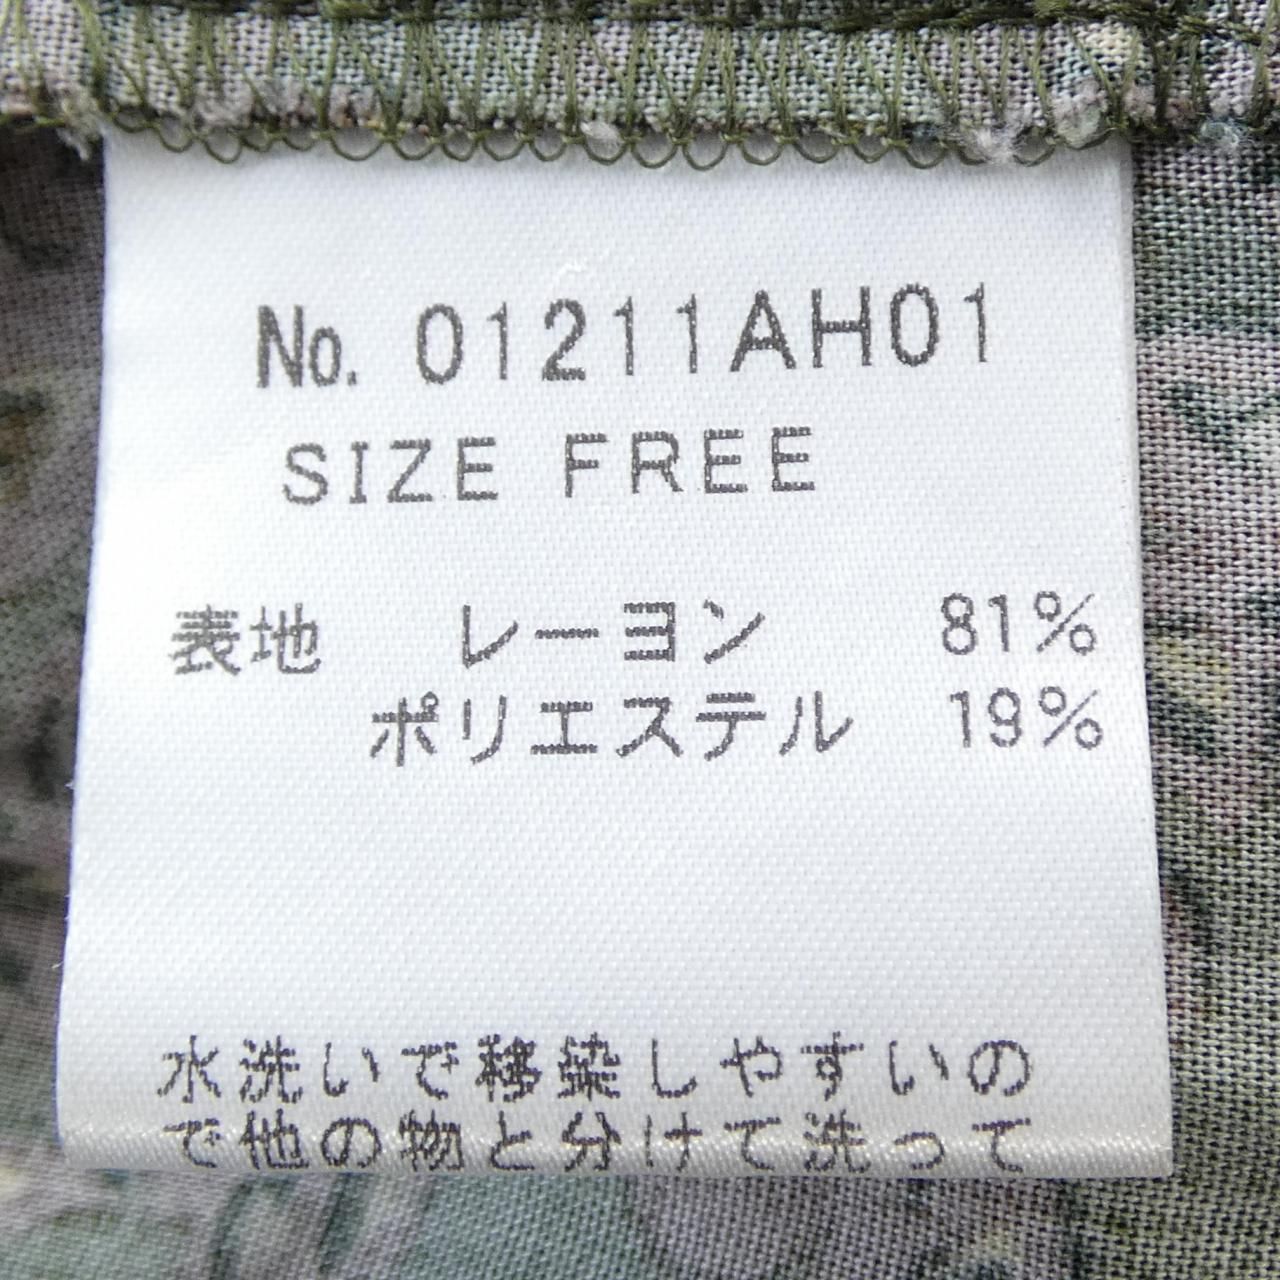 No. 01211AH01
SIZE FREE
表地 レーヨン 81%
ポリエステル 19%
水洗いで移染しやすいの
で他の物と分けて洗って